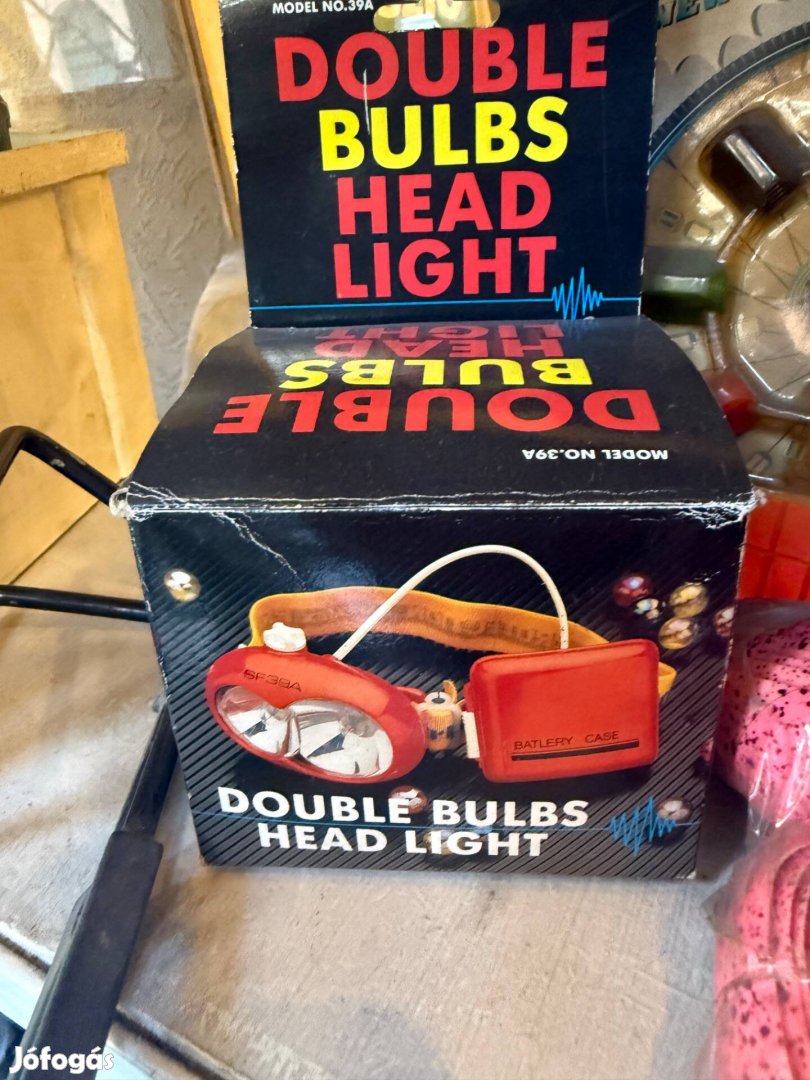 MODEL NO.39A
DOUBLE
BULBS
HEAD
LIGHT
LIGHT
HEAD
BULBS
DOUBLE
MODEL NO.39A
SF39A
BATLERY CASE
DOUBLE BULBS
HEAD LIGHT
Jófogás